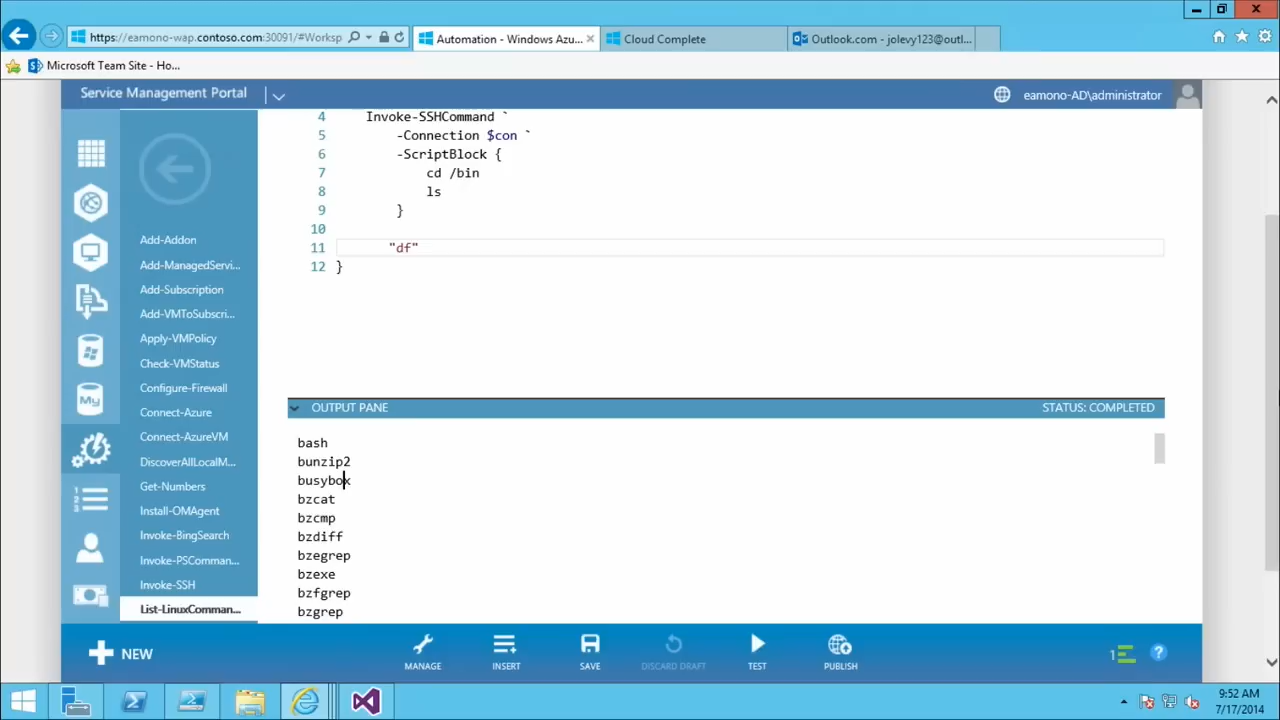 https://eamono-wap.contoso.com:30091/#Worksp
Automation - Windows Azu...
Cloud Complete
Outlook.com - jolevy123@outl...
Microsoft Team Site - Ho...
Service Management Portal
eamono-AD\administrator
Add-Addon
Add-ManagedServi...
Add-Subscription
Add-VMToSubscri...
Apply-VMPolicy
Check-VMStatus
Configure-Firewall
Connect-Azure
Connect-AzureVM
DiscoverAllLocalM...
Get-Numbers
Install-OMAgent
Invoke-BingSearch
Invoke-PSComman...
Invoke-SSH
List-LinuxComman...
My
1
2
3
4 Invoke-SSHCommand `
5 -Connection $con `
6 -ScriptBlock {
7 cd /bin
8 ls
9 }
10
11 "df"
12 }
OUTPUT PANE
STATUS: COMPLETED
bash
bunzip2
busybox
bzcat
bzcmp
bzdiff
bzegrep
bzexe
bzfgrep
bzgrep
NEW
MANAGE
INSERT
SAVE
DISCARD DRAFT
TEST
PUBLISH
1
?
9:52 AM
7/17/2014